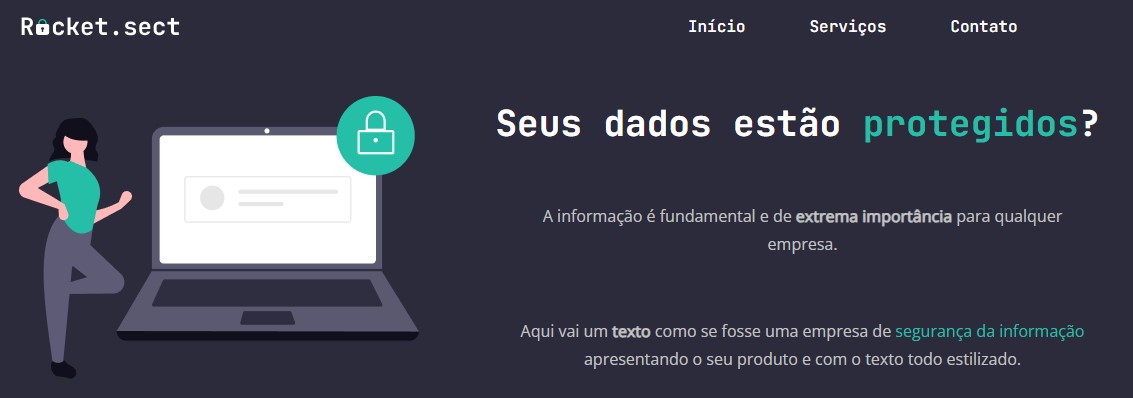 Rocket.sect
Início Serviços Contato
Seus dados estão protegidos?
A informação é fundamental e de extrema importância para qualquer
empresa.
Aqui vai um texto como se fosse uma empresa de segurança da informação
apresentando o seu produto e com o texto todo estilizado.